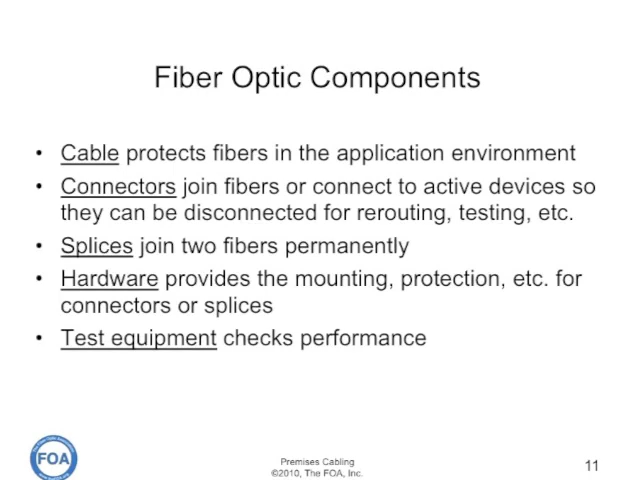 Fiber Optic Components
• Cable protects fibers in the application environment
• Connectors join fibers or connect to active devices so
they can be disconnected for rerouting, testing, etc.
• Splices join two fibers permanently
• Hardware provides the mounting, protection, etc. for
connectors or splices
• Test equipment checks performance
FOA
Premises Cabling
©2010, The FOA, Inc.
11